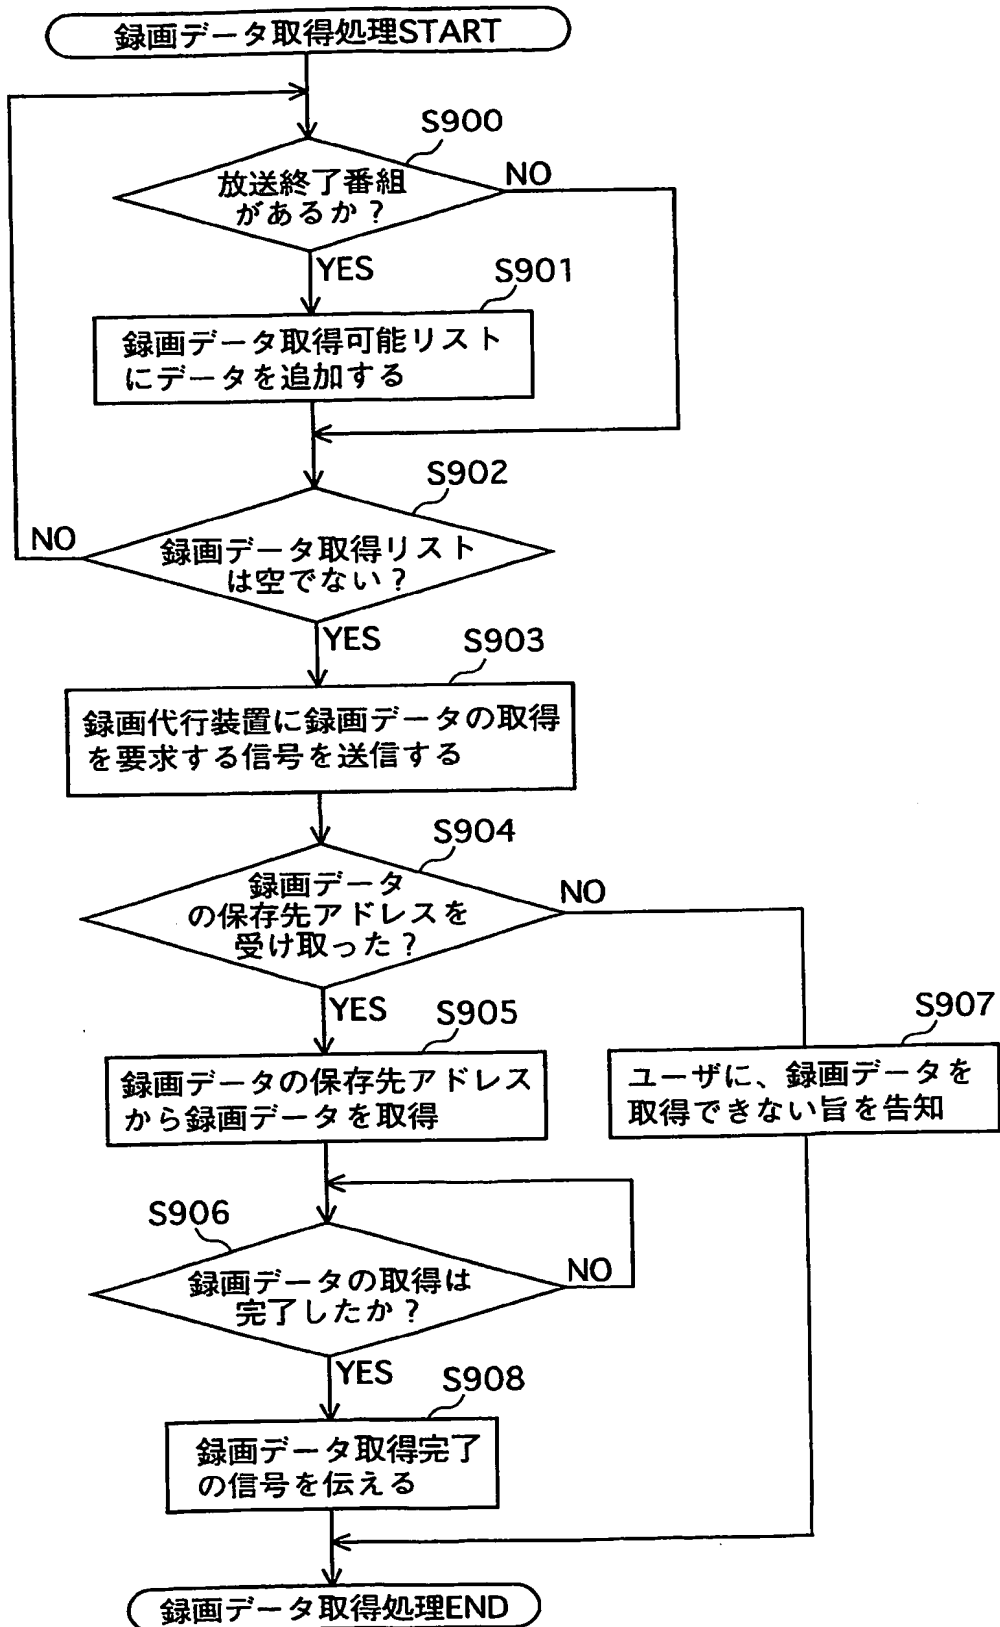 録画データ取得処理START
S900
放送終了番組
があるか？
NO
YES
S901
録画データ取得可能リスト
にデータを追加する
S902
NO
録画データ取得リスト
は空でない？
YES
S903
録画代行装置に録画データの取得
を要求する信号を送信する
S904
録画データ
の保存先アドレスを
受け取った？
NO
YES
S905
録画データの保存先アドレス
から録画データを取得
S907
ユーザに、録画データを
取得できない旨を告知
S906
録画データの取得は
完了したか？
NO
YES
S908
録画データ取得完了
の信号を伝える
録画データ取得処理END